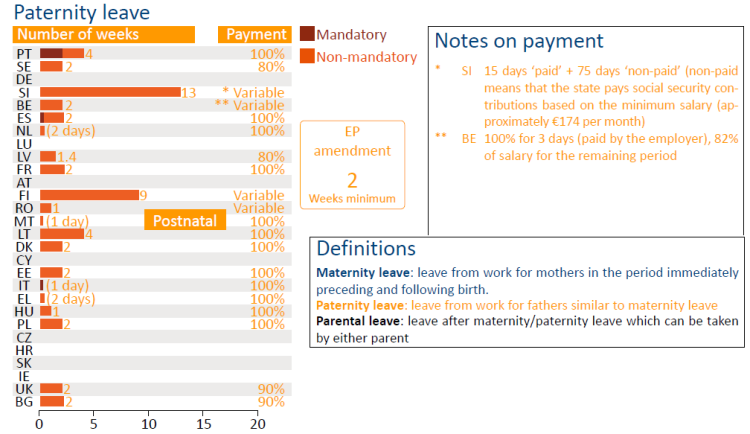 Paternity leave
Number of weeks Payment
PT 4 100%
SE 2 80%
DE
SI 13 * Variable
BE 2 ** Variable
ES 2 100%
NL (2 days) 100%
LU
LV 1.4 80%
FR 2 100%
AT
FI 9 Variable
RO 1 Variable
MT (1 day) 100%
Postnatal
LT 4 100%
DK 2 100%
CY
EE 2 100%
IT (1 day) 100%
EL (2 days) 100%
HU 1 100%
PL 2 100%
CZ
HR
SK
IE
UK 2 90%
BG 2 90%
0 5 10 15 20
Mandatory
Non-mandatory
EP
amendment
2
Weeks minimum
Notes on payment
* SI 15 days ‘paid’ + 75 days ‘non-paid’ (non-paid
means that the state pays social security con-
tributions based on the minimum salary (ap-
proximately €174 per month)
** BE 100% for 3 days (paid by the employer), 82%
of salary for the remaining period
Definitions
Maternity leave: leave from work for mothers in the period immediately
preceding and following birth.
Paternity leave: leave from work for fathers similar to maternity leave
Parental leave: leave after maternity/paternity leave which can be taken
by either parent